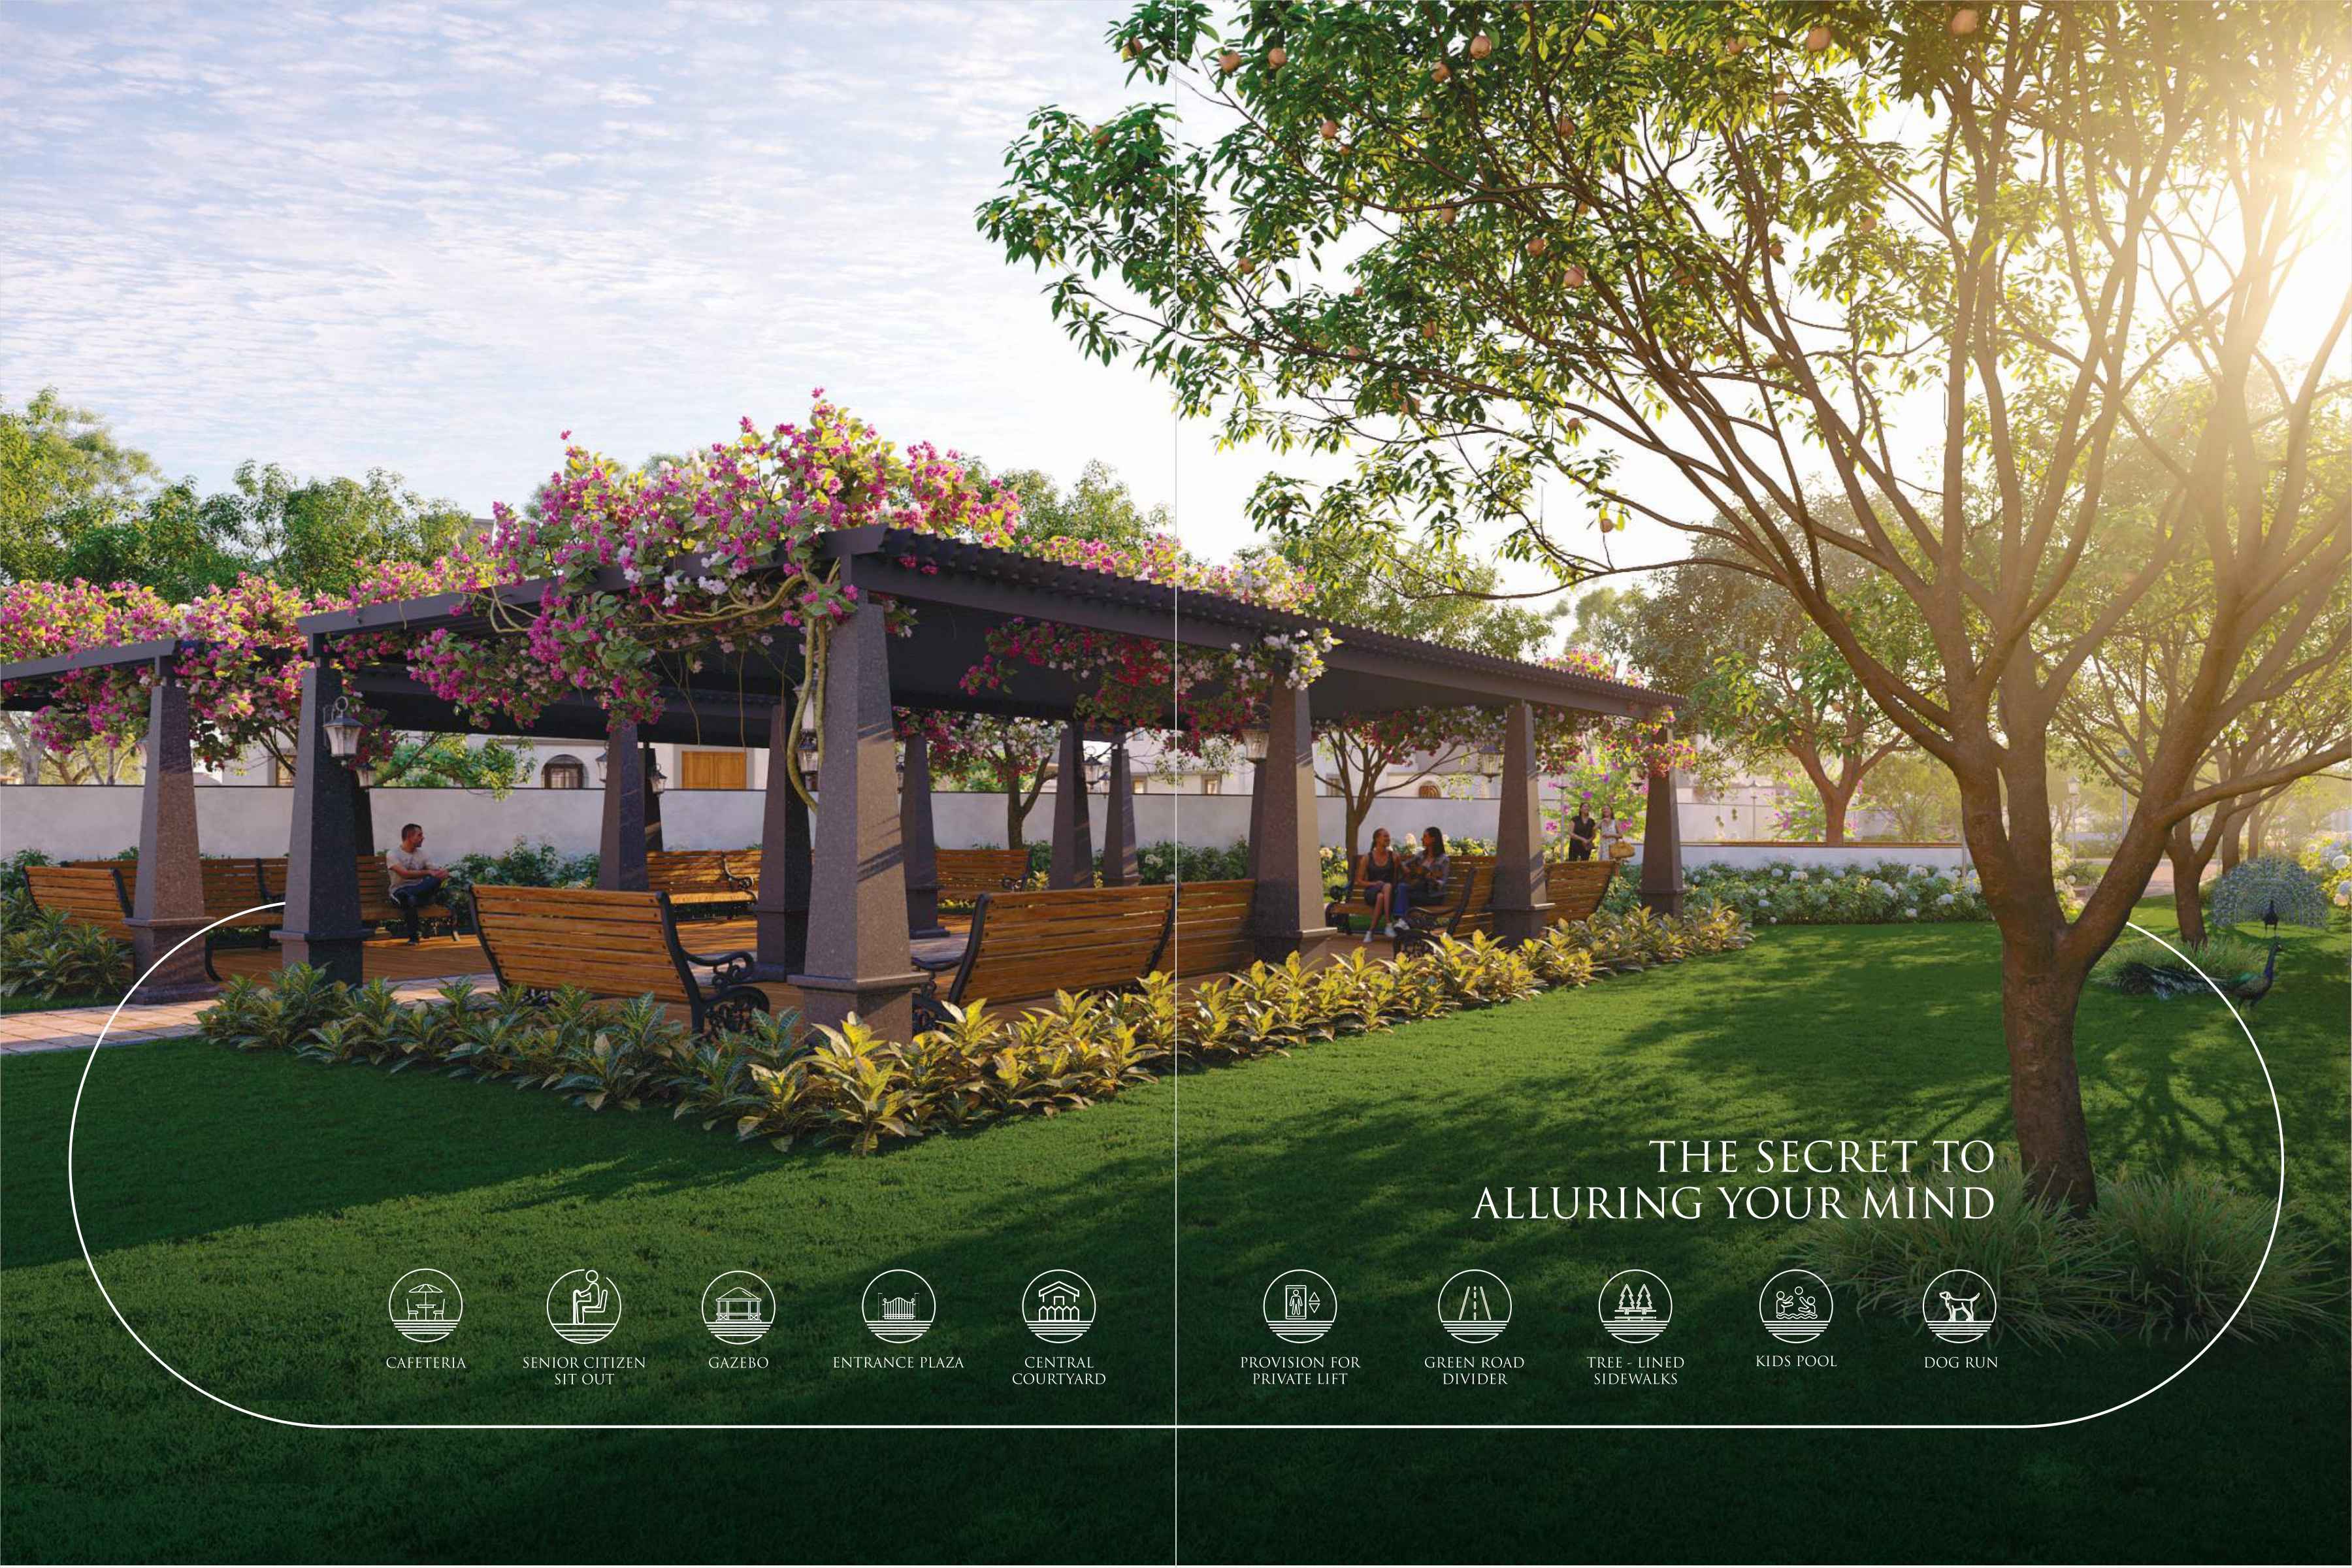 THE SECRET TO
ALLURING YOUR MIND
CAFETERIA
SENIOR CITIZEN
SIT OUT
GAZEBO
ENTRANCE PLAZA
CENTRAL
COURTYARD
PROVISION FOR
PRIVATE LIFT
GREEN ROAD
DIVIDER
TREE - LINED
SIDEWALKS
KIDS POOL
DOG RUN